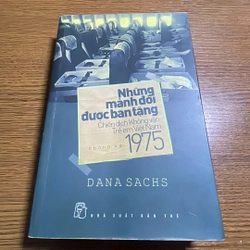 Những
mảnh đời
được ban tặng
Chiến dịch Không vận
Trẻ em Việt Nam
1975
DANA SACHS
NHÀ XUẤT BẢN TRẺ